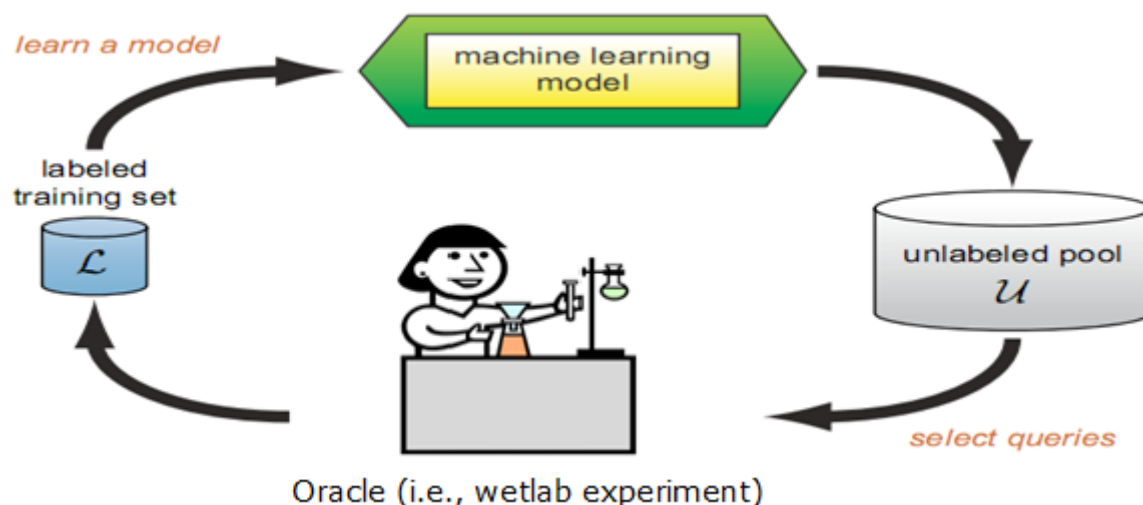 learn a model
machine learning
model
labeled
training set
ℒ
unlabeled pool
𝒰
select queries
Oracle (i.e., wetlab experiment)